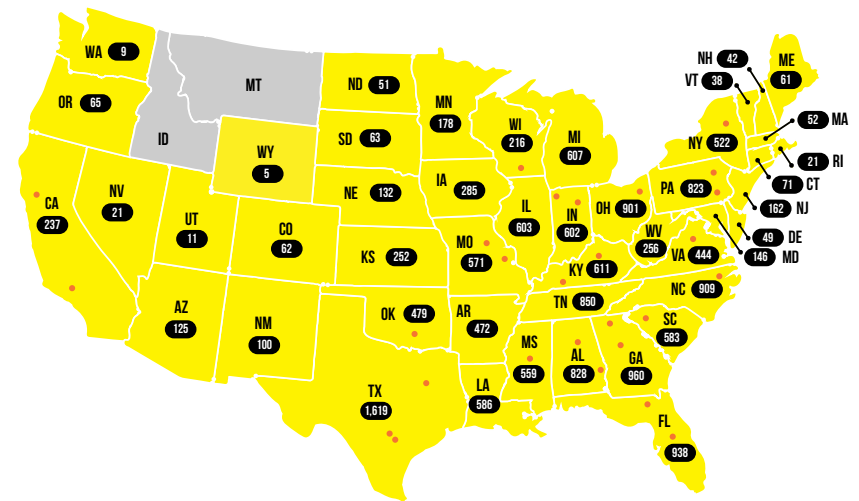 WA 9
OR 65
ID
MT
WY
5
ND 51
SD 63
NE 132
KS 252
MN
178
IA
285
MO
571
WI
216
MI
607
IL
603
IN
602
OH 901
KY 611
TN 850
WV
256
VA 444
NC 909
SC
583
GA
960
AL
828
MS
559
LA
586
AR
472
OK 479
TX
1,619
NM
100
AZ
125
CO
62
UT
11
NV
21
CA
237
FL
938
PA 823
NY 522
VT 38
NH 42
ME
61
52 MA
21 RI
71 CT
162 NJ
49 DE
146 MD